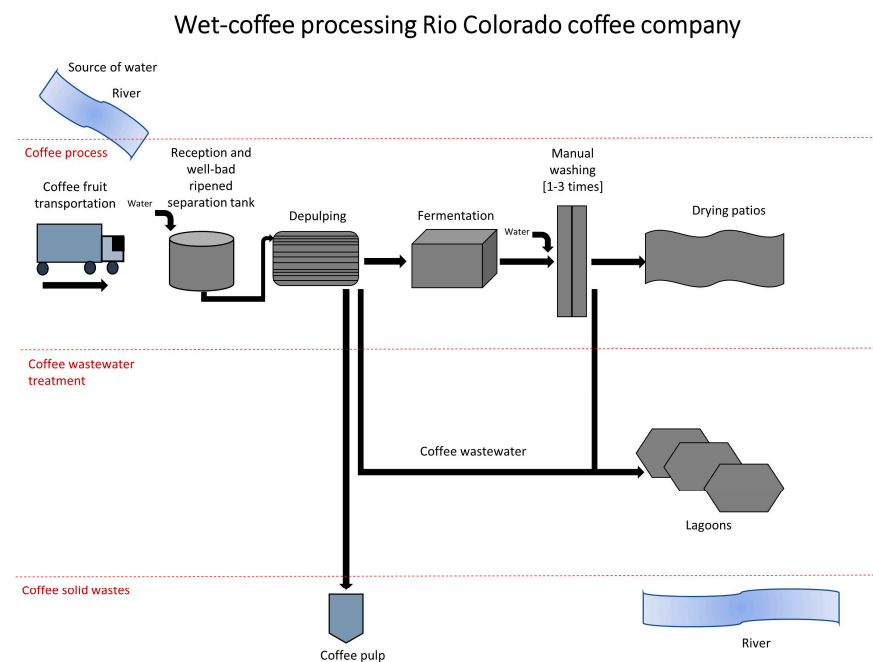 Wet-coffee processing Rio Colorado coffee company
Source of water
River
Coffee process
Reception and
well-bad
ripened
separation tank
Manual
washing
[1-3 times]
Coffee fruit
transportation
Water
Depulping
Fermentation
Water
Drying patios
Coffee wastewater
treatment
Coffee wastewater
Lagoons
Coffee solid wastes
River
Coffee pulp